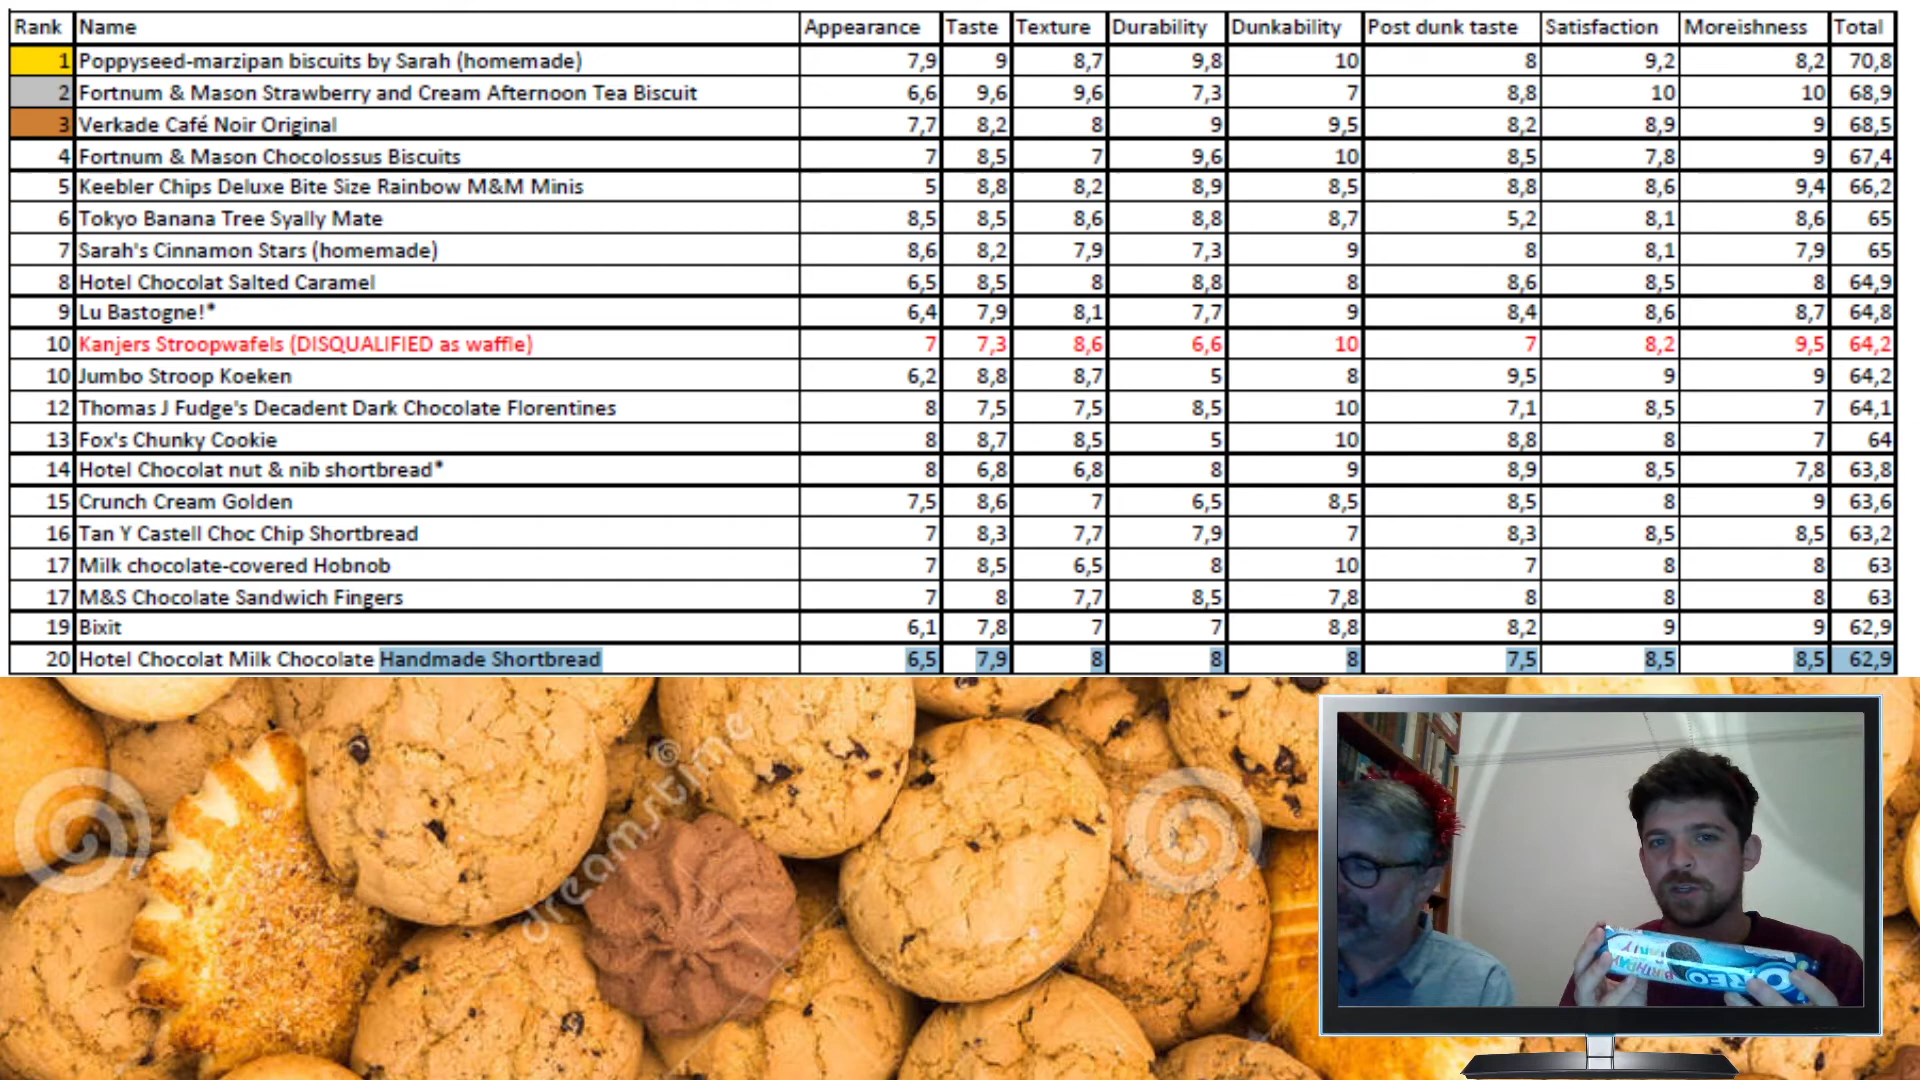 Rank Name Appearance Taste Texture Durability Dunkability Post dunk taste Satisfaction Moreishness Total
1 Poppyseed-marzipan biscuits by Sarah (homemade) 7,9 9 8,7 9,8 10 8 9,2 8,2 70,8
2 Fortnum & Mason Strawberry and Cream Afternoon Tea Biscuit 6,6 9,6 9,6 7,3 7 8,8 10 10 68,9
3 Verkade Café Noir Original 7,7 8,2 8 9 9,5 8,2 8,9 9 68,5
4 Fortnum & Mason Chocolossus Biscuits 7 8,5 7 9,6 10 8,5 7,8 9 67,4
5 Keebler Chips Deluxe Bite Size Rainbow M&M Minis 5 8,8 8,2 8,9 8,5 8,8 8,6 9,4 66,2
6 Tokyo Banana Tree Syally Mate 8,5 8,5 8,6 8,8 8,7 5,2 8,1 8,6 65
7 Sarah's Cinnamon Stars (homemade) 8,6 8,2 7,9 7,3 9 8 8,1 7,9 65
8 Hotel Chocolat Salted Caramel 6,5 8,5 8 8,8 8 8,6 8,5 8 64,9
9 Lu Bastogne!* 6,4 7,9 8,1 7,7 9 8,4 8,6 8,7 64,8
10 Kanjers Stroopwafels (DISQUALIFIED as waffle) 7 7,3 8,6 6,6 10 7 8,2 9,5 64,2
10 Jumbo Stroop Koeken 6,2 8,8 8,7 5 8 9,5 9 9 64,2
12 Thomas J Fudge's Decadent Dark Chocolate Florentines 8 7,5 7,5 8,5 10 7,1 8,5 7 64,1
13 Fox's Chunky Cookie 8 8,7 8,5 5 10 8,8 8 7 64
14 Hotel Chocolat nut & nib shortbread* 8 6,8 6,8 8 9 8,9 8,5 7,8 63,8
15 Crunch Cream Golden 7,5 8,6 7 6,5 8,5 8,5 8 9 63,6
16 Tan Y Castell Choc Chip Shortbread 7 8,3 7,7 7,9 7 8,3 8,5 8,5 63,2
17 Milk chocolate-covered Hobnob 7 8,5 6,5 8 10 7 8 8 63
17 M&S Chocolate Sandwich Fingers 7 8 7,7 8,5 7,8 8 8 8 63
19 Bixit 6,1 7,8 7 7 8,8 8,2 9 9 62,9
20 Hotel Chocolat Milk Chocolate Handmade Shortbread 6,5 7,9 8 8 8 7,5 8,5 8,5 62,9
dreamstime
OREO
BIRTHDAY
PARTY